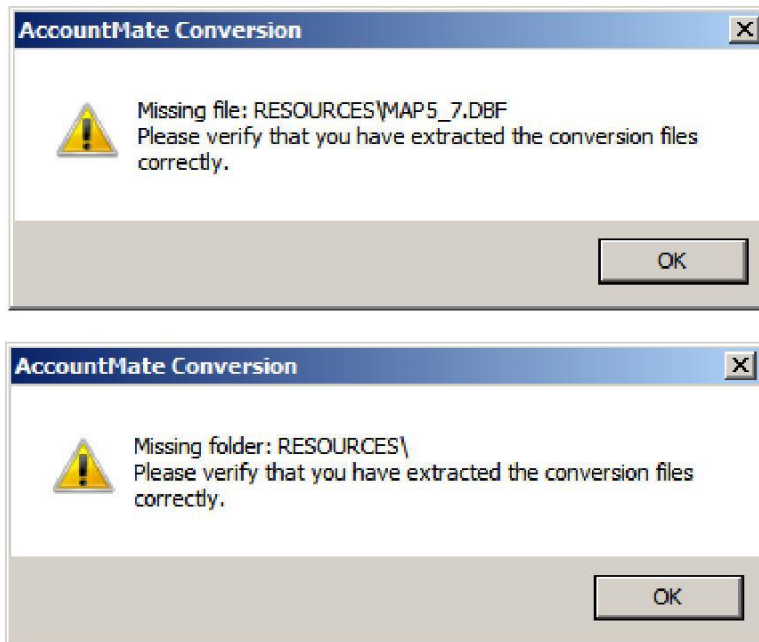 AccountMate Conversion
Missing file: RESOURCES\MAP5_7.DBF
Please verify that you have extracted the conversion files
correctly.
OK
AccountMate Conversion
Missing folder: RESOURCES\
Please verify that you have extracted the conversion files
correctly.
OK